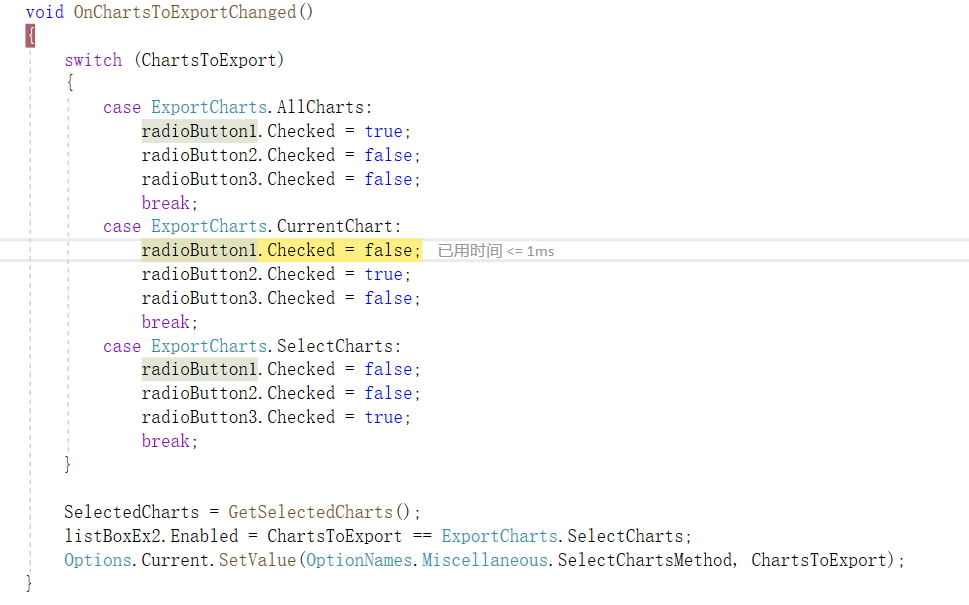 void OnChartsToExportChanged()
{
switch (ChartsToExport)
{
case ExportCharts.AllCharts:
radioButton1.Checked = true;
radioButton2.Checked = false;
radioButton3.Checked = false;
break;
case ExportCharts.CurrentChart:
radioButton1.Checked = false; 已用时间 <= 1ms
radioButton2.Checked = true;
radioButton3.Checked = false;
break;
case ExportCharts.SelectCharts:
radioButton1.Checked = false;
radioButton2.Checked = false;
radioButton3.Checked = true;
break;
}
SelectedCharts = GetSelectedCharts();
listBoxEx2.Enabled = ChartsToExport == ExportCharts.SelectCharts;
Options.Current.SetValue(OptionNames.Miscellaneous.SelectChartsMethod, ChartsToExport);
}